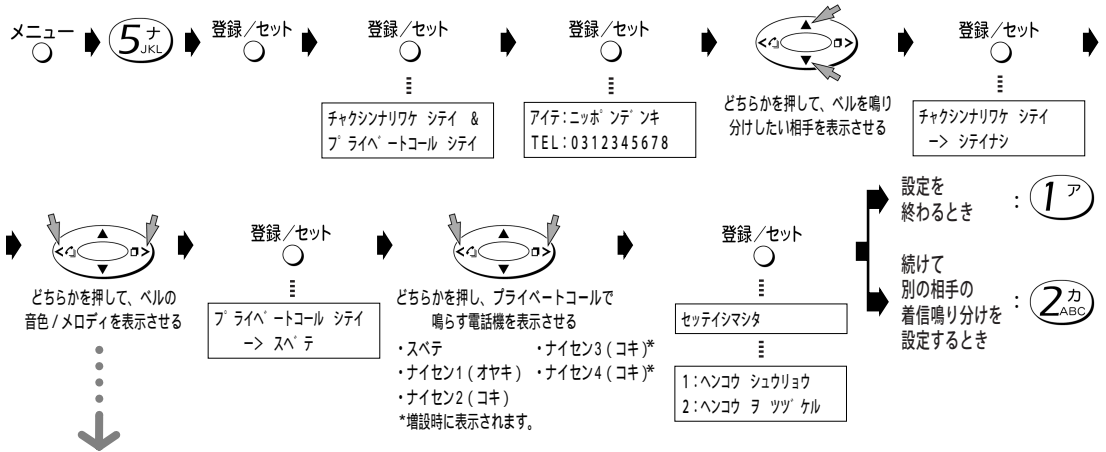 メニュー
5ナ
JKL
登録／セット
登録／セット
チャクシンナリワケ シテイ &
プライベートコール シテイ
登録／セット
アイテ：ニッポンデンキ
TEL：0312345678
どちらかを押して、ベルを鳴り
分けしたい相手を表示させる
登録／セット
チャクシンナリワケ シテイ
−> シテイナシ
どちらかを押して、ベルの
音色 / メロディを表示させる
登録／セット
プライベートコール シテイ
−> スベテ
どちらかを押し、プライベートコールで
鳴らす電話機を表示させる
・スベテ
・ナイセン1 ( オヤキ )
・ナイセン2 ( コキ )
・ナイセン3 ( コキ )*
・ナイセン4 ( コキ )*
*増設時に表示されます。
登録／セット
セッテイシマシタ
1：ヘンコウ シュウリョウ
2：ヘンコウ ヲ ツヅケル
設定を
終わるとき
：
1ア
続けて
別の相手の
着信鳴り分けを
設定するとき
：
2カ
ABC